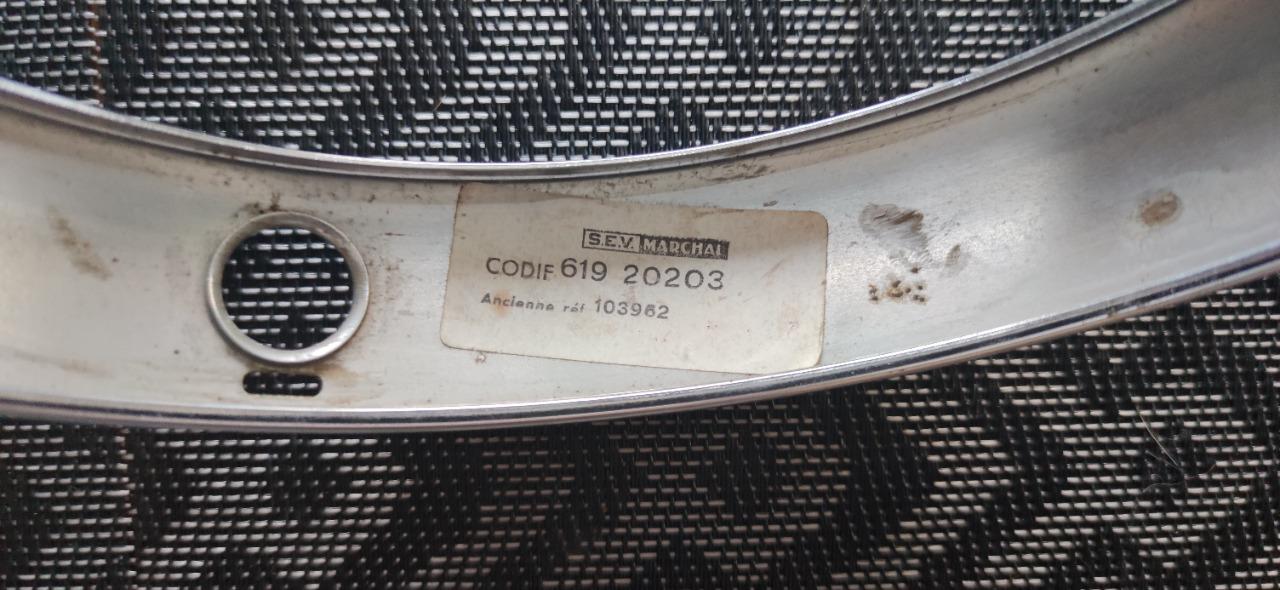 S.E.V. MARCHAL
CODIF 619 20203
Ancienne réf 103962